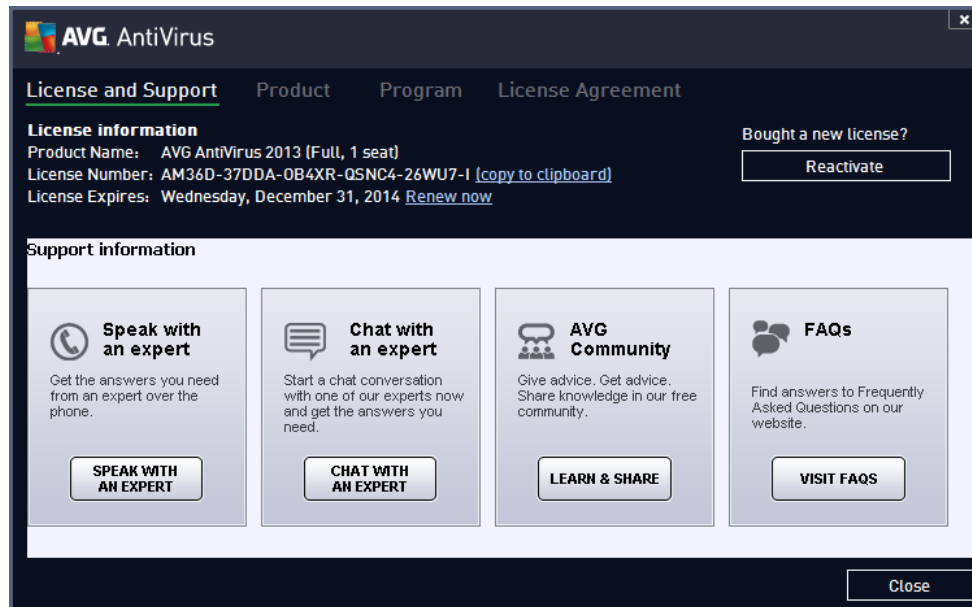 AVG. AntiVirus
License and Support Product Program License Agreement
License information
Product Name: AVG AntiVirus 2013 (Full, 1 seat)
License Number: AM36D-37DDA-0B4XR-QSNC4-26WU7-I (copy to clipboard)
License Expires: Wednesday, December 31, 2014 Renew now
Bought a new license?
Reactivate
Support information
Speak with
an expert
Get the answers you need
from an expert over the
phone.
SPEAK WITH
AN EXPERT
Chat with
an expert
Start a chat conversation
with one of our experts now
and get the answers you
need.
CHAT WITH
AN EXPERT
AVG
Community
Give advice. Get advice.
Share knowledge in our free
community.
LEARN & SHARE
FAQs
Find answers to Frequently
Asked Questions on our
website.
VISIT FAQS
Close